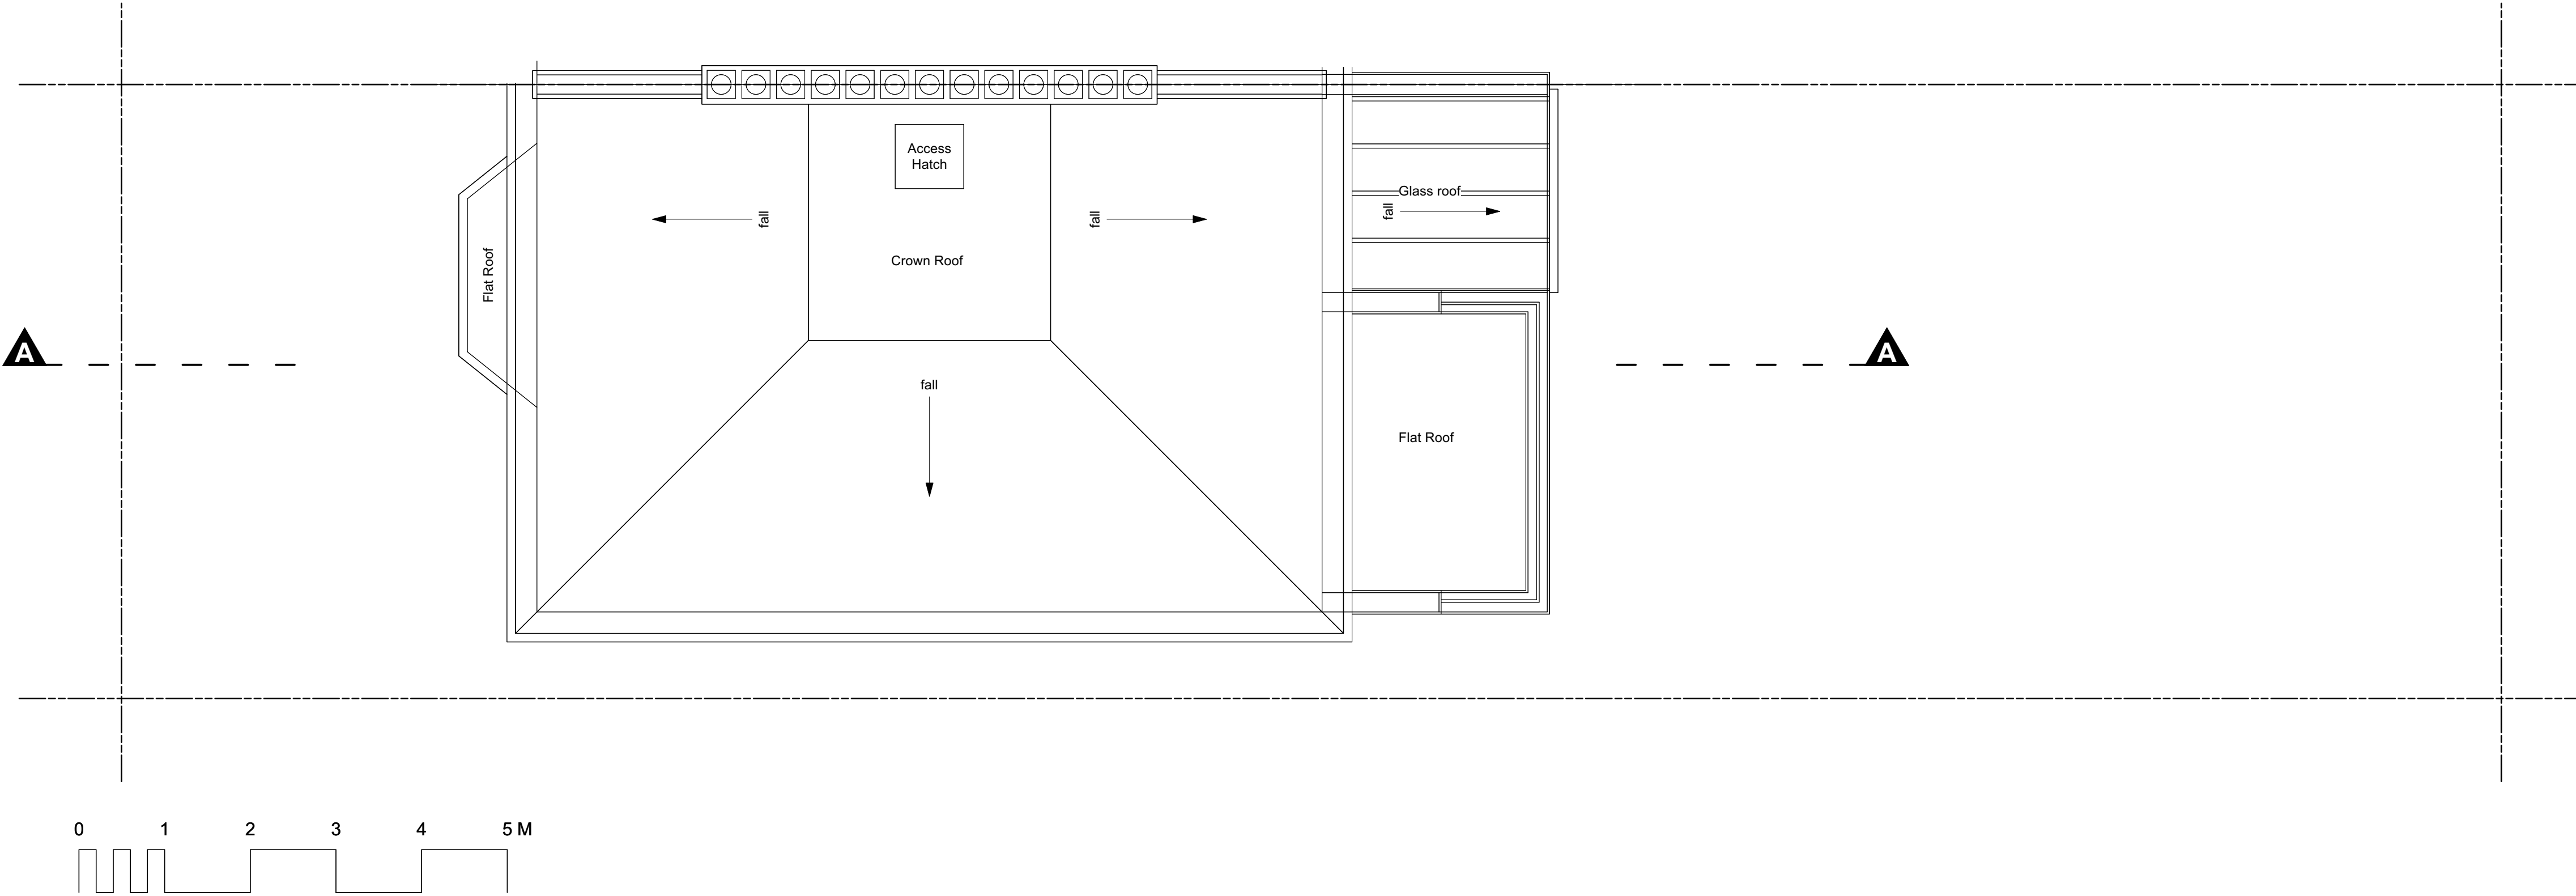 Access
Hatch
Glass roof
fall
fall
fall
Crown Roof
Flat Roof
A
A
fall
Flat Roof
0 1 2 3 4 5 M